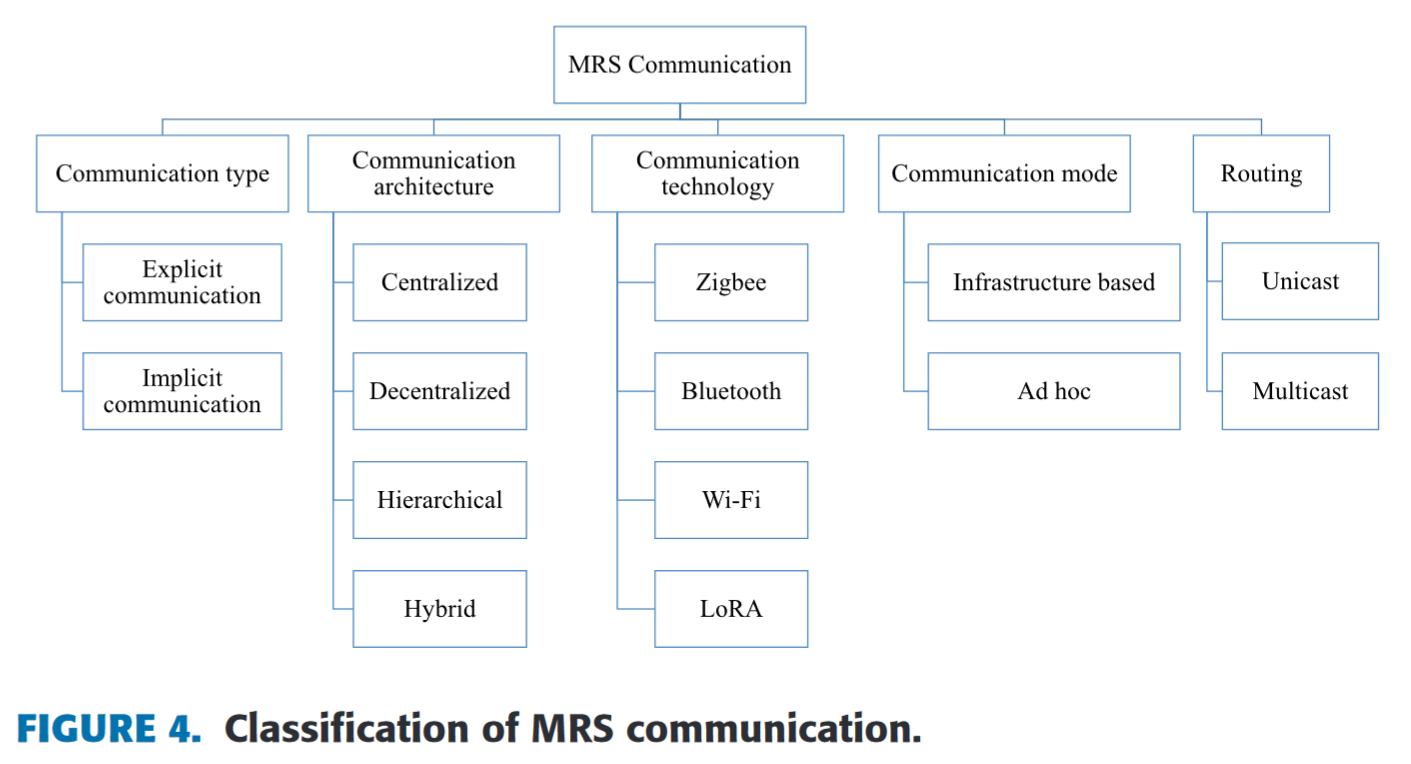 MRS Communication
Communication type
Explicit
communication
Implicit
communication
Communication
architecture
Centralized
Decentralized
Hierarchical
Hybrid
Communication
technology
Zigbee
Bluetooth
Wi-Fi
LoRA
Communication mode
Infrastructure based
Ad hoc
Routing
Unicast
Multicast
FIGURE 4. Classification of MRS communication.